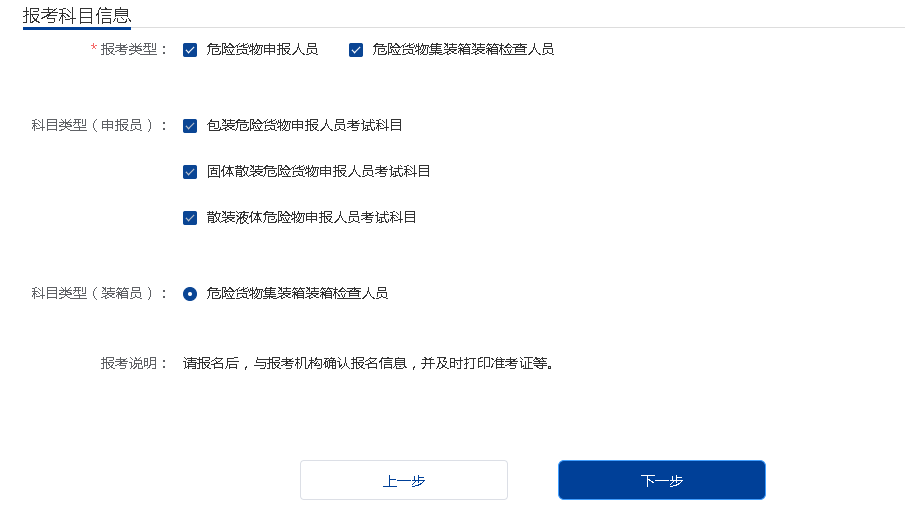 报考科目信息
* 报考类型： 危险货物申报人员 危险货物集装箱装箱检查人员
科目类型（申报员）： 包装危险货物申报人员考试科目
固体散装危险货物申报人员考试科目
散装液体危险物申报人员考试科目
科目类型（装箱员）： 危险货物集装箱装箱检查人员
报考说明： 请报名后，与报考机构确认报名信息，并及时打印准考证等。
上一步 下一步